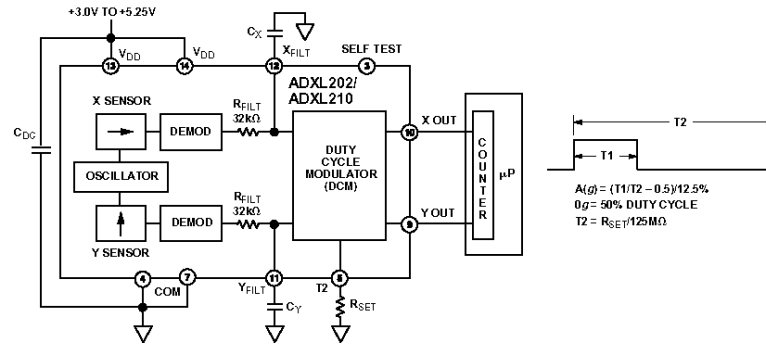 +3.0V TO +5.25V
VDD
VDD
CX
XFILT
SELF TEST
13
14
12
3
ADXL202/
ADXL210
X SENSOR
DEMOD
RFILT
32kΩ
X OUT
10
CDC
OSCILLATOR
DUTY
CYCLE
MODULATOR
(DCM)
COUNTER
µP
RFILT
32kΩ
DEMOD
Y SENSOR
Y OUT
9
4
COM
7
YFILT
11
T2
5
CY
RSET
T2
T1
A(g) = (T1/T2 – 0.5)/12.5%
0g = 50% DUTY CYCLE
T2 = RSET/125MΩ